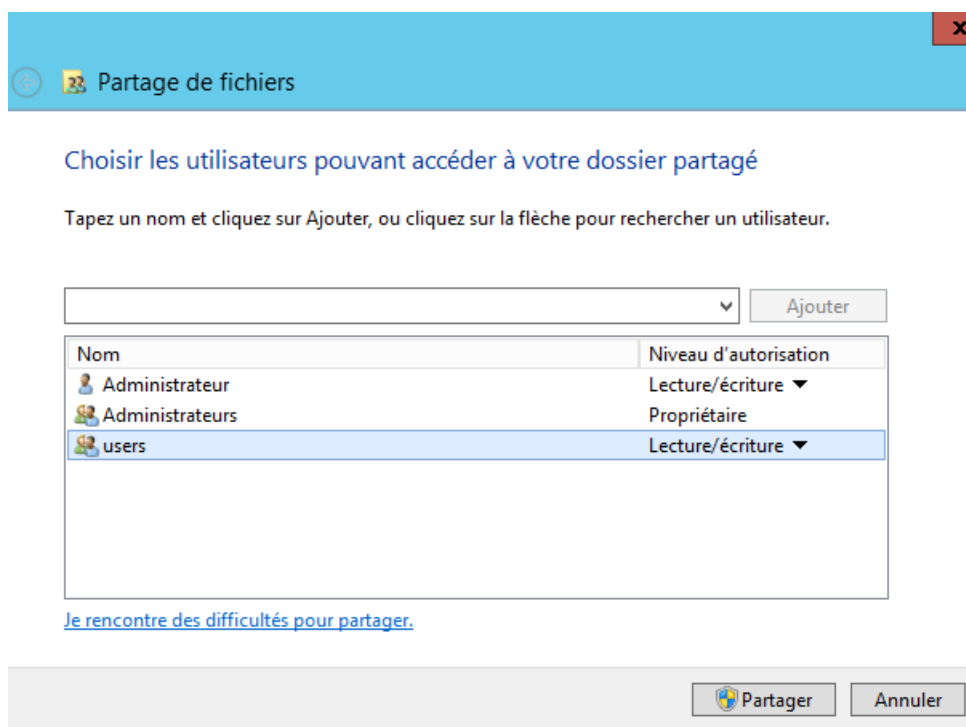 x
Partage de fichiers
Choisir les utilisateurs pouvant accéder à votre dossier partagé
Tapez un nom et cliquez sur Ajouter, ou cliquez sur la flèche pour rechercher un utilisateur.
Ajouter
Nom Niveau d'autorisation
Administrateur Lecture/écriture
Administrateurs Propriétaire
users Lecture/écriture
Je rencontre des difficultés pour partager.
Partager Annuler